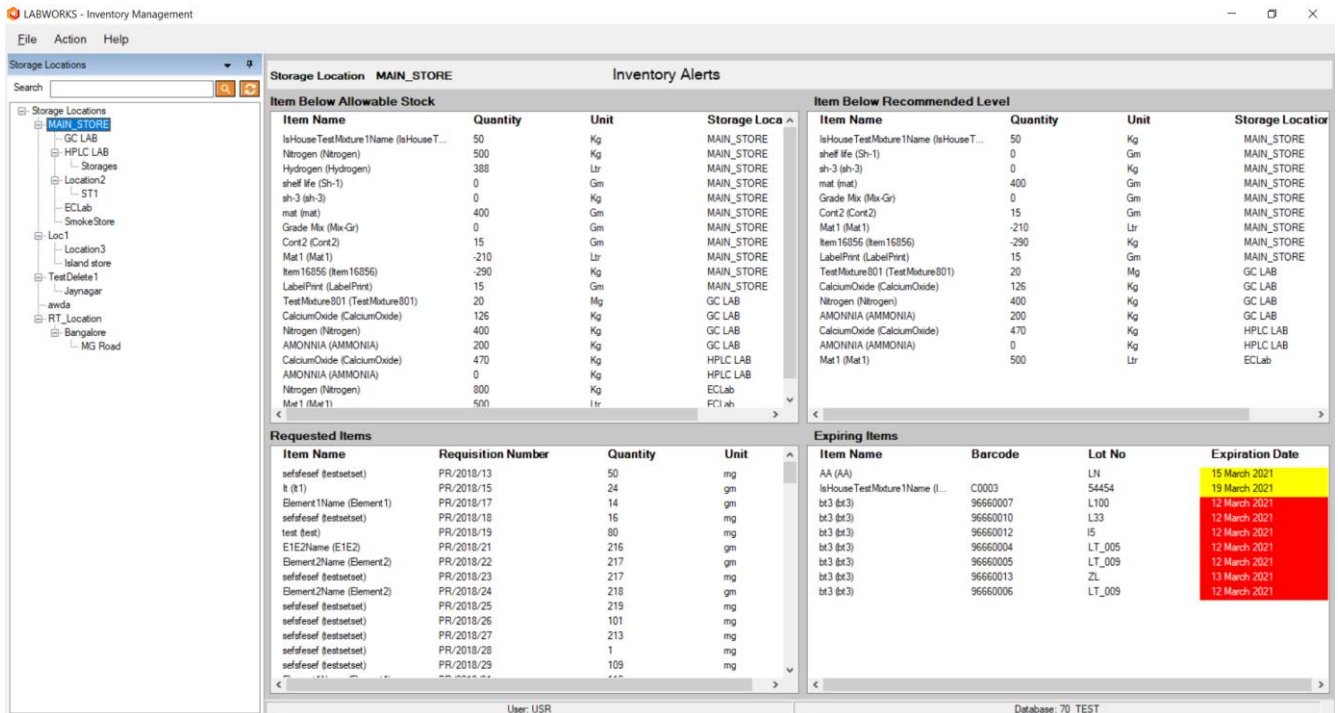 LABWORKS - Inventory Management
File Action Help
Storage Locations
Search
Storage Locations
MAIN_STORE
GC LAB
HPLC LAB
Storages
Location2
ST1
ECLab
SmokeStore
Loc1
Location3
Island store
TestDelete1
Jaynagar
awda
RT_Location
Bangalore
MG Road
Storage Location MAIN_STORE Inventory Alerts
Item Below Allowable Stock
Item Name Quantity Unit Storage Loca
IsHouseTestMixture1Name (IsHouseT... 50 Kg MAIN_STORE
Nitrogen (Nitrogen) 500 Kg MAIN_STORE
Hydrogen (Hydrogen) 388 Ltr MAIN_STORE
shelf life (Sh-1) 0 Gm MAIN_STORE
sh-3 (sh-3) 0 Kg MAIN_STORE
mat (mat) 400 Gm MAIN_STORE
Grade Mix (Mix-Gr) 0 Gm MAIN_STORE
Cont2 (Cont2) 15 Gm MAIN_STORE
Mat1 (Mat1) -210 Ltr MAIN_STORE
Item16856 (Item16856) -290 Kg MAIN_STORE
LabelPrint (LabelPrint) 15 Gm MAIN_STORE
TestMixture801 (TestMixture801) 20 Mg GC LAB
CalciumOxide (CalciumOxide) 126 Kg GC LAB
Nitrogen (Nitrogen) 400 Kg GC LAB
AMONNIA (AMMONIA) 200 Kg GC LAB
CalciumOxide (CalciumOxide) 470 Kg HPLC LAB
AMONNIA (AMMONIA) 0 Kg HPLC LAB
Nitrogen (Nitrogen) 800 Kg ECLab
Mat1 (Mat1) 500 Ltr ECLab
Item Below Recommended Level
Item Name Quantity Unit Storage Location
IsHouseTestMixture1Name (IsHouseT... 50 Kg MAIN_STORE
shelf life (Sh-1) 0 Gm MAIN_STORE
sh-3 (sh-3) 0 Kg MAIN_STORE
mat (mat) 400 Gm MAIN_STORE
Grade Mix (Mix-Gr) 0 Gm MAIN_STORE
Cont2 (Cont2) 15 Gm MAIN_STORE
Mat1 (Mat1) -210 Ltr MAIN_STORE
Item16856 (Item16856) -290 Kg MAIN_STORE
LabelPrint (LabelPrint) 15 Gm MAIN_STORE
TestMixture801 (TestMixture801) 20 Mg GC LAB
CalciumOxide (CalciumOxide) 126 Kg GC LAB
Nitrogen (Nitrogen) 400 Kg GC LAB
AMONNIA (AMMONIA) 200 Kg GC LAB
CalciumOxide (CalciumOxide) 470 Kg HPLC LAB
AMONNIA (AMMONIA) 0 Kg HPLC LAB
Mat1 (Mat1) 500 Ltr ECLab
Requested Items
Item Name Requisition Number Quantity Unit
sefsfesef (testsetset) PR/2018/13 50 mg
lt (lt1) PR/2018/15 24 gm
Element1Name (Element1) PR/2018/17 14 gm
sefsfesef (testsetset) PR/2018/18 16 mg
test (test) PR/2018/19 80 mg
E1E2Name (E1E2) PR/2018/21 216 gm
Element2Name (Element2) PR/2018/22 217 gm
sefsfesef (testsetset) PR/2018/23 217 mg
Element2Name (Element2) PR/2018/24 218 gm
sefsfesef (testsetset) PR/2018/25 219 mg
sefsfesef (testsetset) PR/2018/26 101 mg
sefsfesef (testsetset) PR/2018/27 213 mg
sefsfesef (testsetset) PR/2018/28 1 mg
sefsfesef (testsetset) PR/2018/29 109 mg
Expiring Items
Item Name Barcode Lot No Expiration Date
AA (AA) LN 15 March 2021
IsHouseTestMixture1Name (I... C0003 54454 19 March 2021
bt3 (bt3) 96660007 L100 12 March 2021
bt3 (bt3) 96660010 L33 12 March 2021
bt3 (bt3) 96660012 I5 12 March 2021
bt3 (bt3) 96660004 LT_005 12 March 2021
bt3 (bt3) 96660005 LT_009 12 March 2021
bt3 (bt3) 96660013 ZL 13 March 2021
bt3 (bt3) 96660006 LT_009 12 March 2021
User: USR Database: 70_TEST